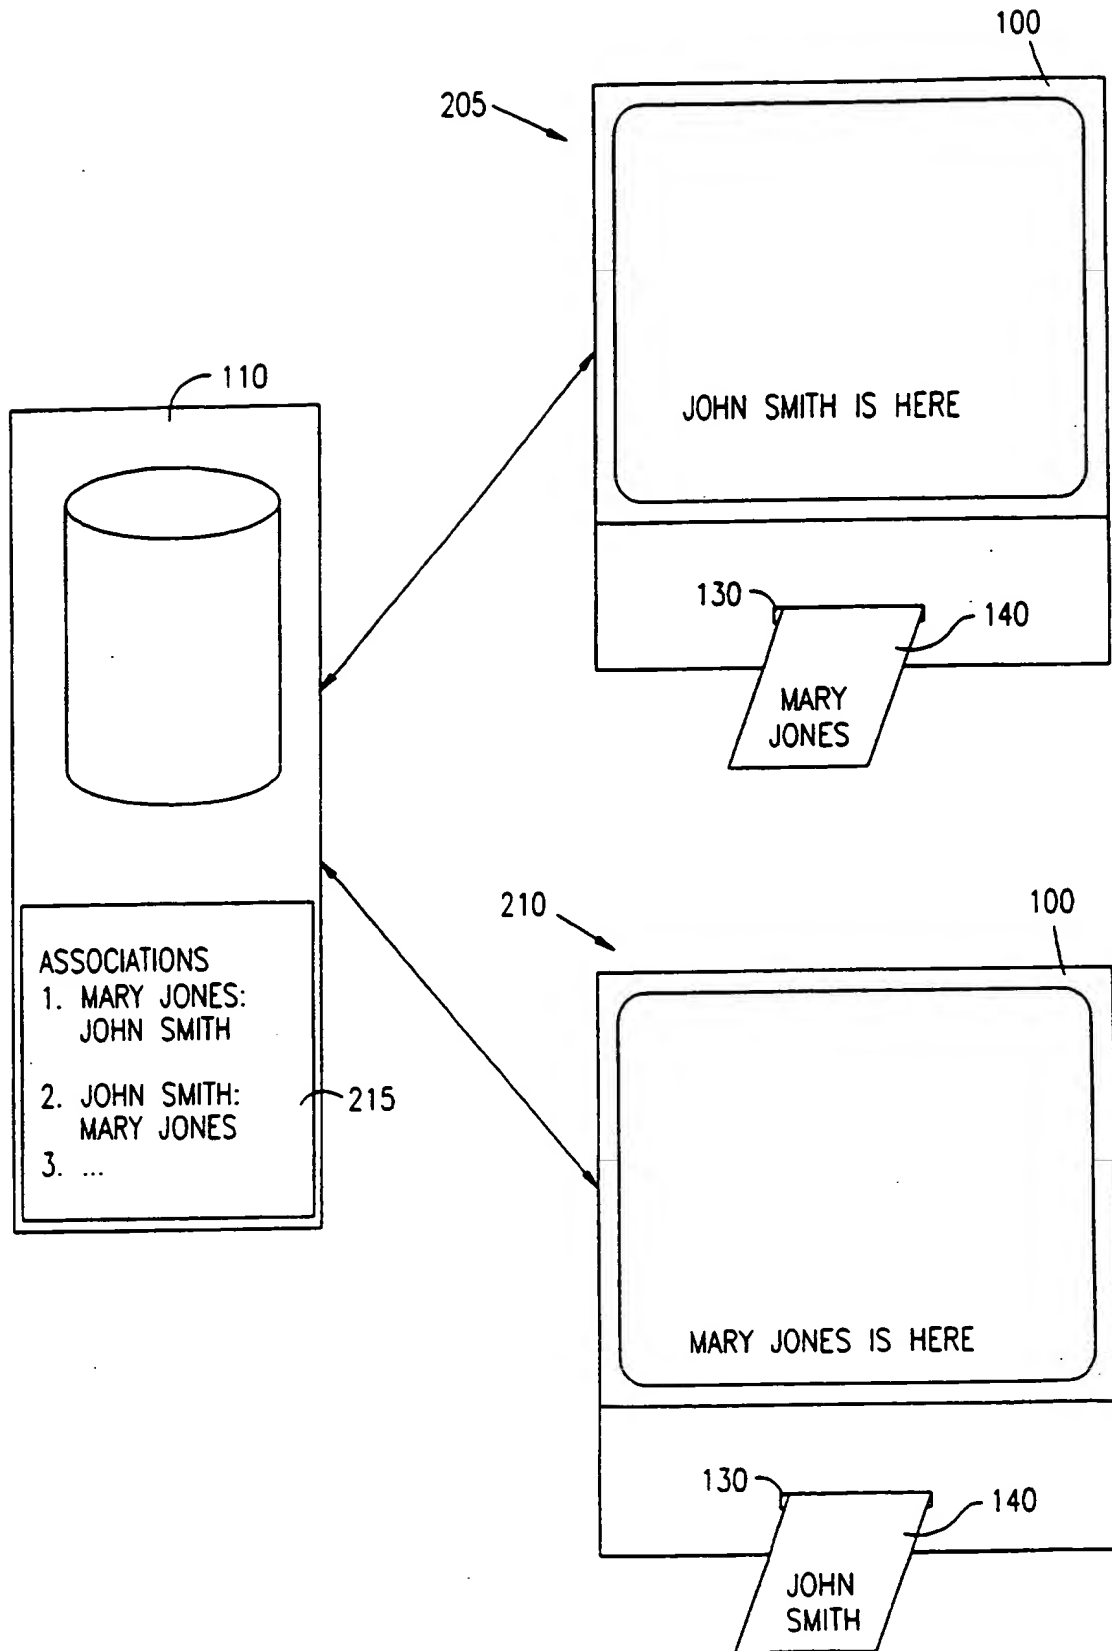 100
205
110
JOHN SMITH IS HERE
130
140
MARY
JONES
210
100
ASSOCIATIONS
1. MARY JONES:
JOHN SMITH
2. JOHN SMITH:
MARY JONES
3. ...
215
MARY JONES IS HERE
130
140
JOHN
SMITH